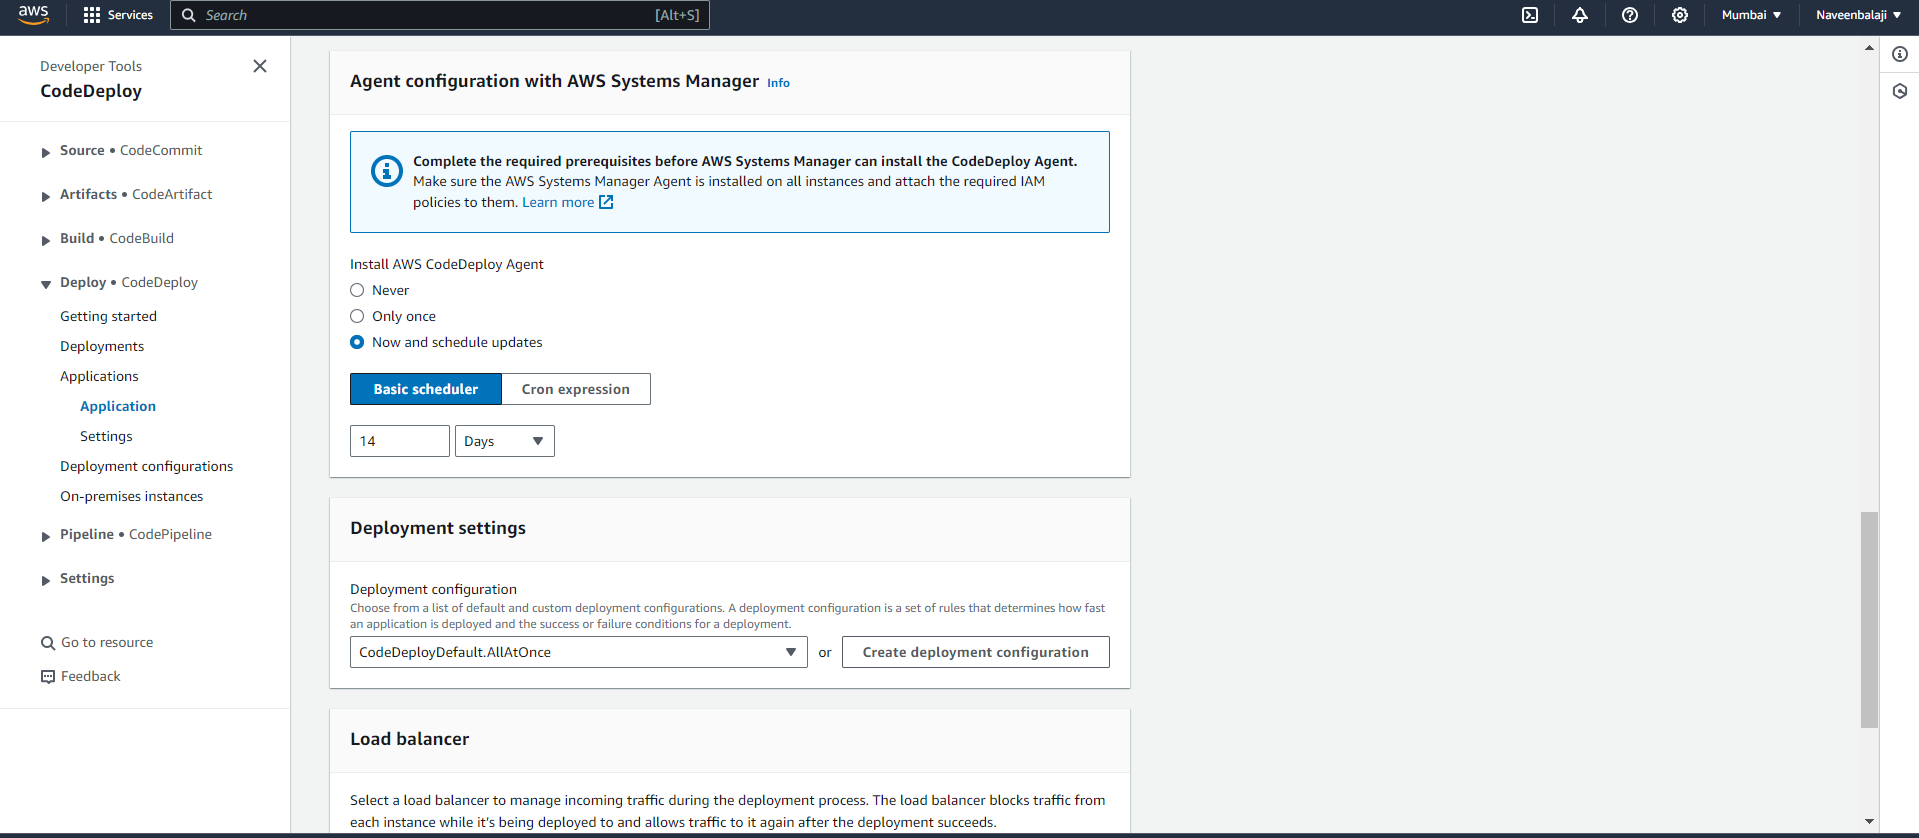 aws
Services
Search
[Alt+S]
Mumbai
Naveenbalaji
Developer Tools
CodeDeploy
Source • CodeCommit
Artifacts • CodeArtifact
Build • CodeBuild
Deploy • CodeDeploy
Getting started
Deployments
Applications
Application
Settings
Deployment configurations
On-premises instances
Pipeline • CodePipeline
Settings
Go to resource
Feedback
Agent configuration with AWS Systems Manager Info
Complete the required prerequisites before AWS Systems Manager can install the CodeDeploy Agent.
Make sure the AWS Systems Manager Agent is installed on all instances and attach the required IAM
policies to them. Learn more
Install AWS CodeDeploy Agent
Never
Only once
Now and schedule updates
Basic scheduler
Cron expression
14
Days
Deployment settings
Deployment configuration
Choose from a list of default and custom deployment configurations. A deployment configuration is a set of rules that determines how fast
an application is deployed and the success or failure conditions for a deployment.
CodeDeployDefault.AllAtOnce
or
Create deployment configuration
Load balancer
Select a load balancer to manage incoming traffic during the deployment process. The load balancer blocks traffic from
each instance while it's being deployed to and allows traffic to it again after the deployment succeeds.